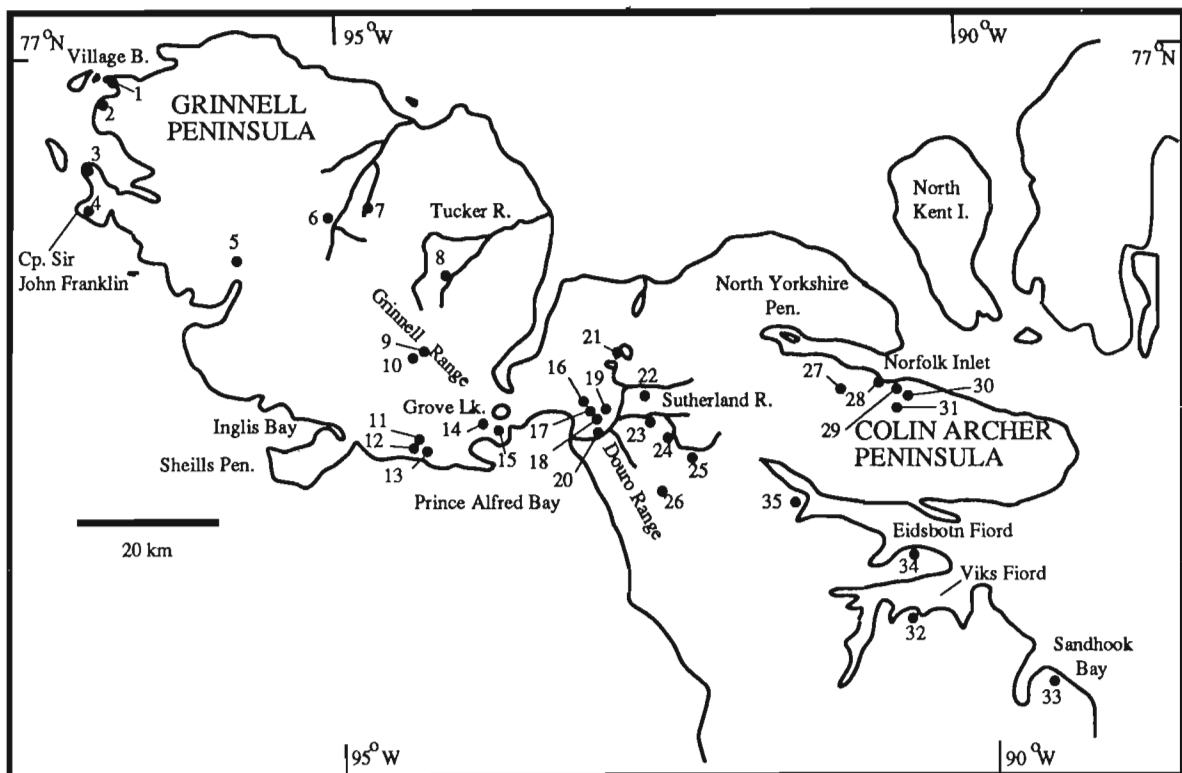 95°W
90°W
77°N
77°N
Village B.
1
2
GRINNELL
PENINSULA
3
4
Cp. Sir
John Franklin
5
6
7
Tucker R.
8
North
Kent I.
Grinnell Range
9
10
North Yorkshire
Pen.
Norfolk Inlet
21
16
19
22
27
28
30
17
Sutherland R.
31
29
Grove Lk.
14
15
18
23
24
COLIN ARCHER
PENINSULA
Inglis Bay
11
12
13
20
25
Sheills Pen.
Douro Range
26
Prince Alfred Bay
35
20 km
Eidsbotn Fiord
34
Viks Fiord
32
Sandhook
Bay
33
95°W
90°W